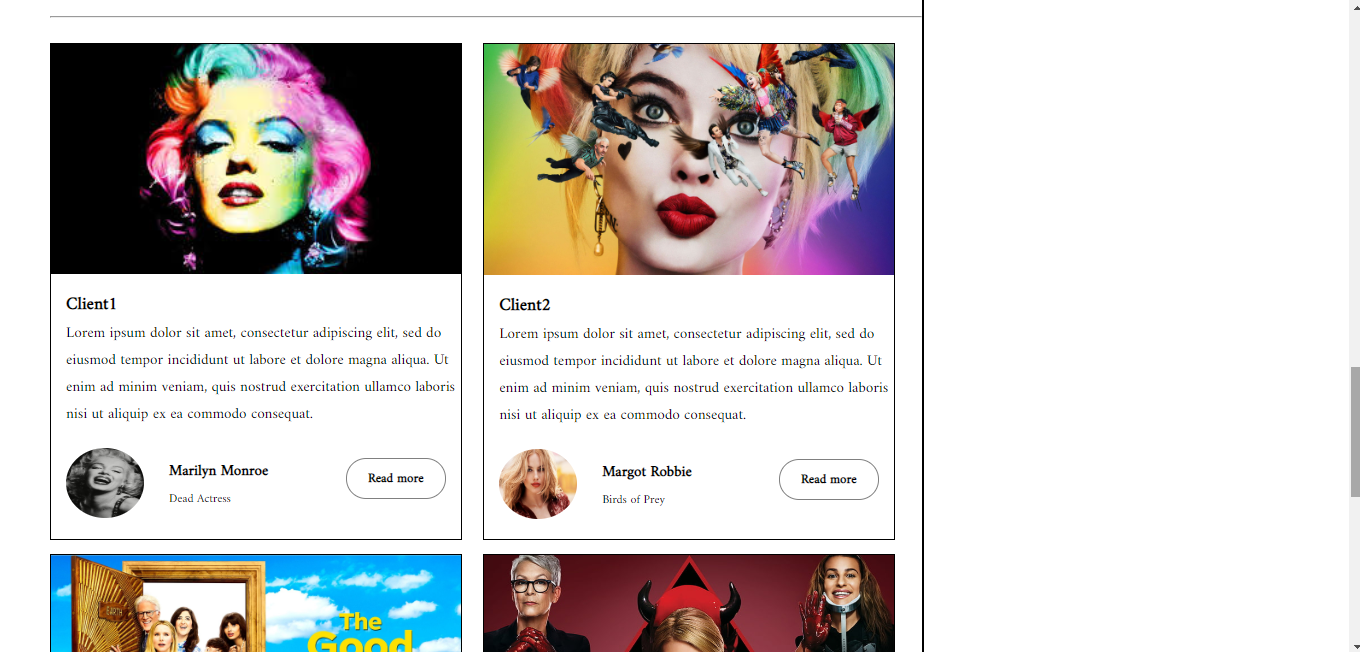 Client1
Lorem ipsum dolor sit amet, consectetur adipiscing elit, sed do
eiusmod tempor incididunt ut labore et dolore magna aliqua. Ut
enim ad minim veniam, quis nostrud exercitation ullamco laboris
nisi ut aliquip ex ea commodo consequat.
Marilyn Monroe
Dead Actress
Read more
Client2
Lorem ipsum dolor sit amet, consectetur adipiscing elit, sed do
eiusmod tempor incididunt ut labore et dolore magna aliqua. Ut
enim ad minim veniam, quis nostrud exercitation ullamco laboris
nisi ut aliquip ex ea commodo consequat.
Margot Robbie
Birds of Prey
Read more
EARTH
The
Good